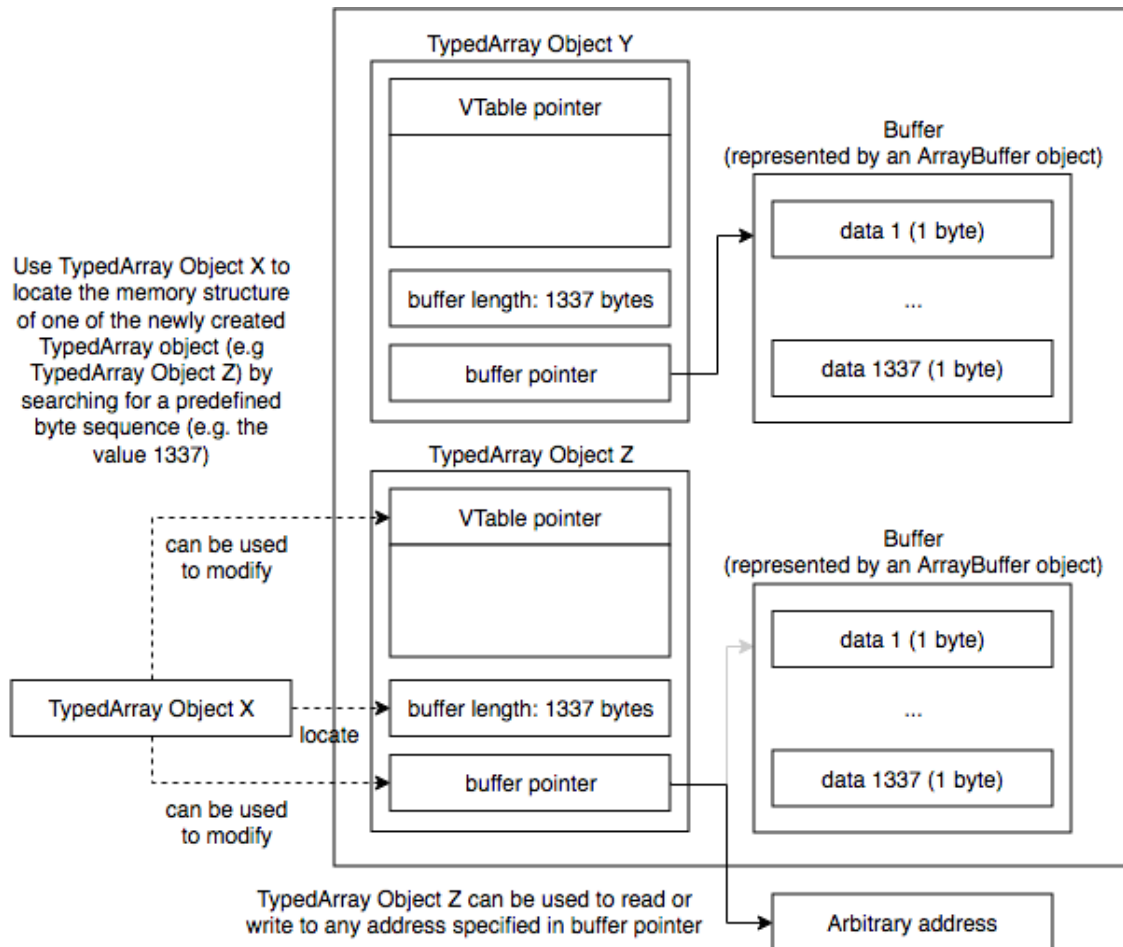 TypedArray Object Y
VTable pointer
buffer length: 1337 bytes
buffer pointer
Buffer
(represented by an ArrayBuffer object)
data 1 (1 byte)
...
data 1337 (1 byte)
Use TypedArray Object X to
locate the memory structure
of one of the newly created
TypedArray object (e.g
TypedArray Object Z) by
searching for a predefined
byte sequence (e.g. the
value 1337)
TypedArray Object Z
VTable pointer
buffer length: 1337 bytes
buffer pointer
Buffer
(represented by an ArrayBuffer object)
data 1 (1 byte)
...
data 1337 (1 byte)
can be used
to modify
TypedArray Object X
locate
can be used
to modify
TypedArray Object Z can be used to read or
write to any address specified in buffer pointer
Arbitrary address